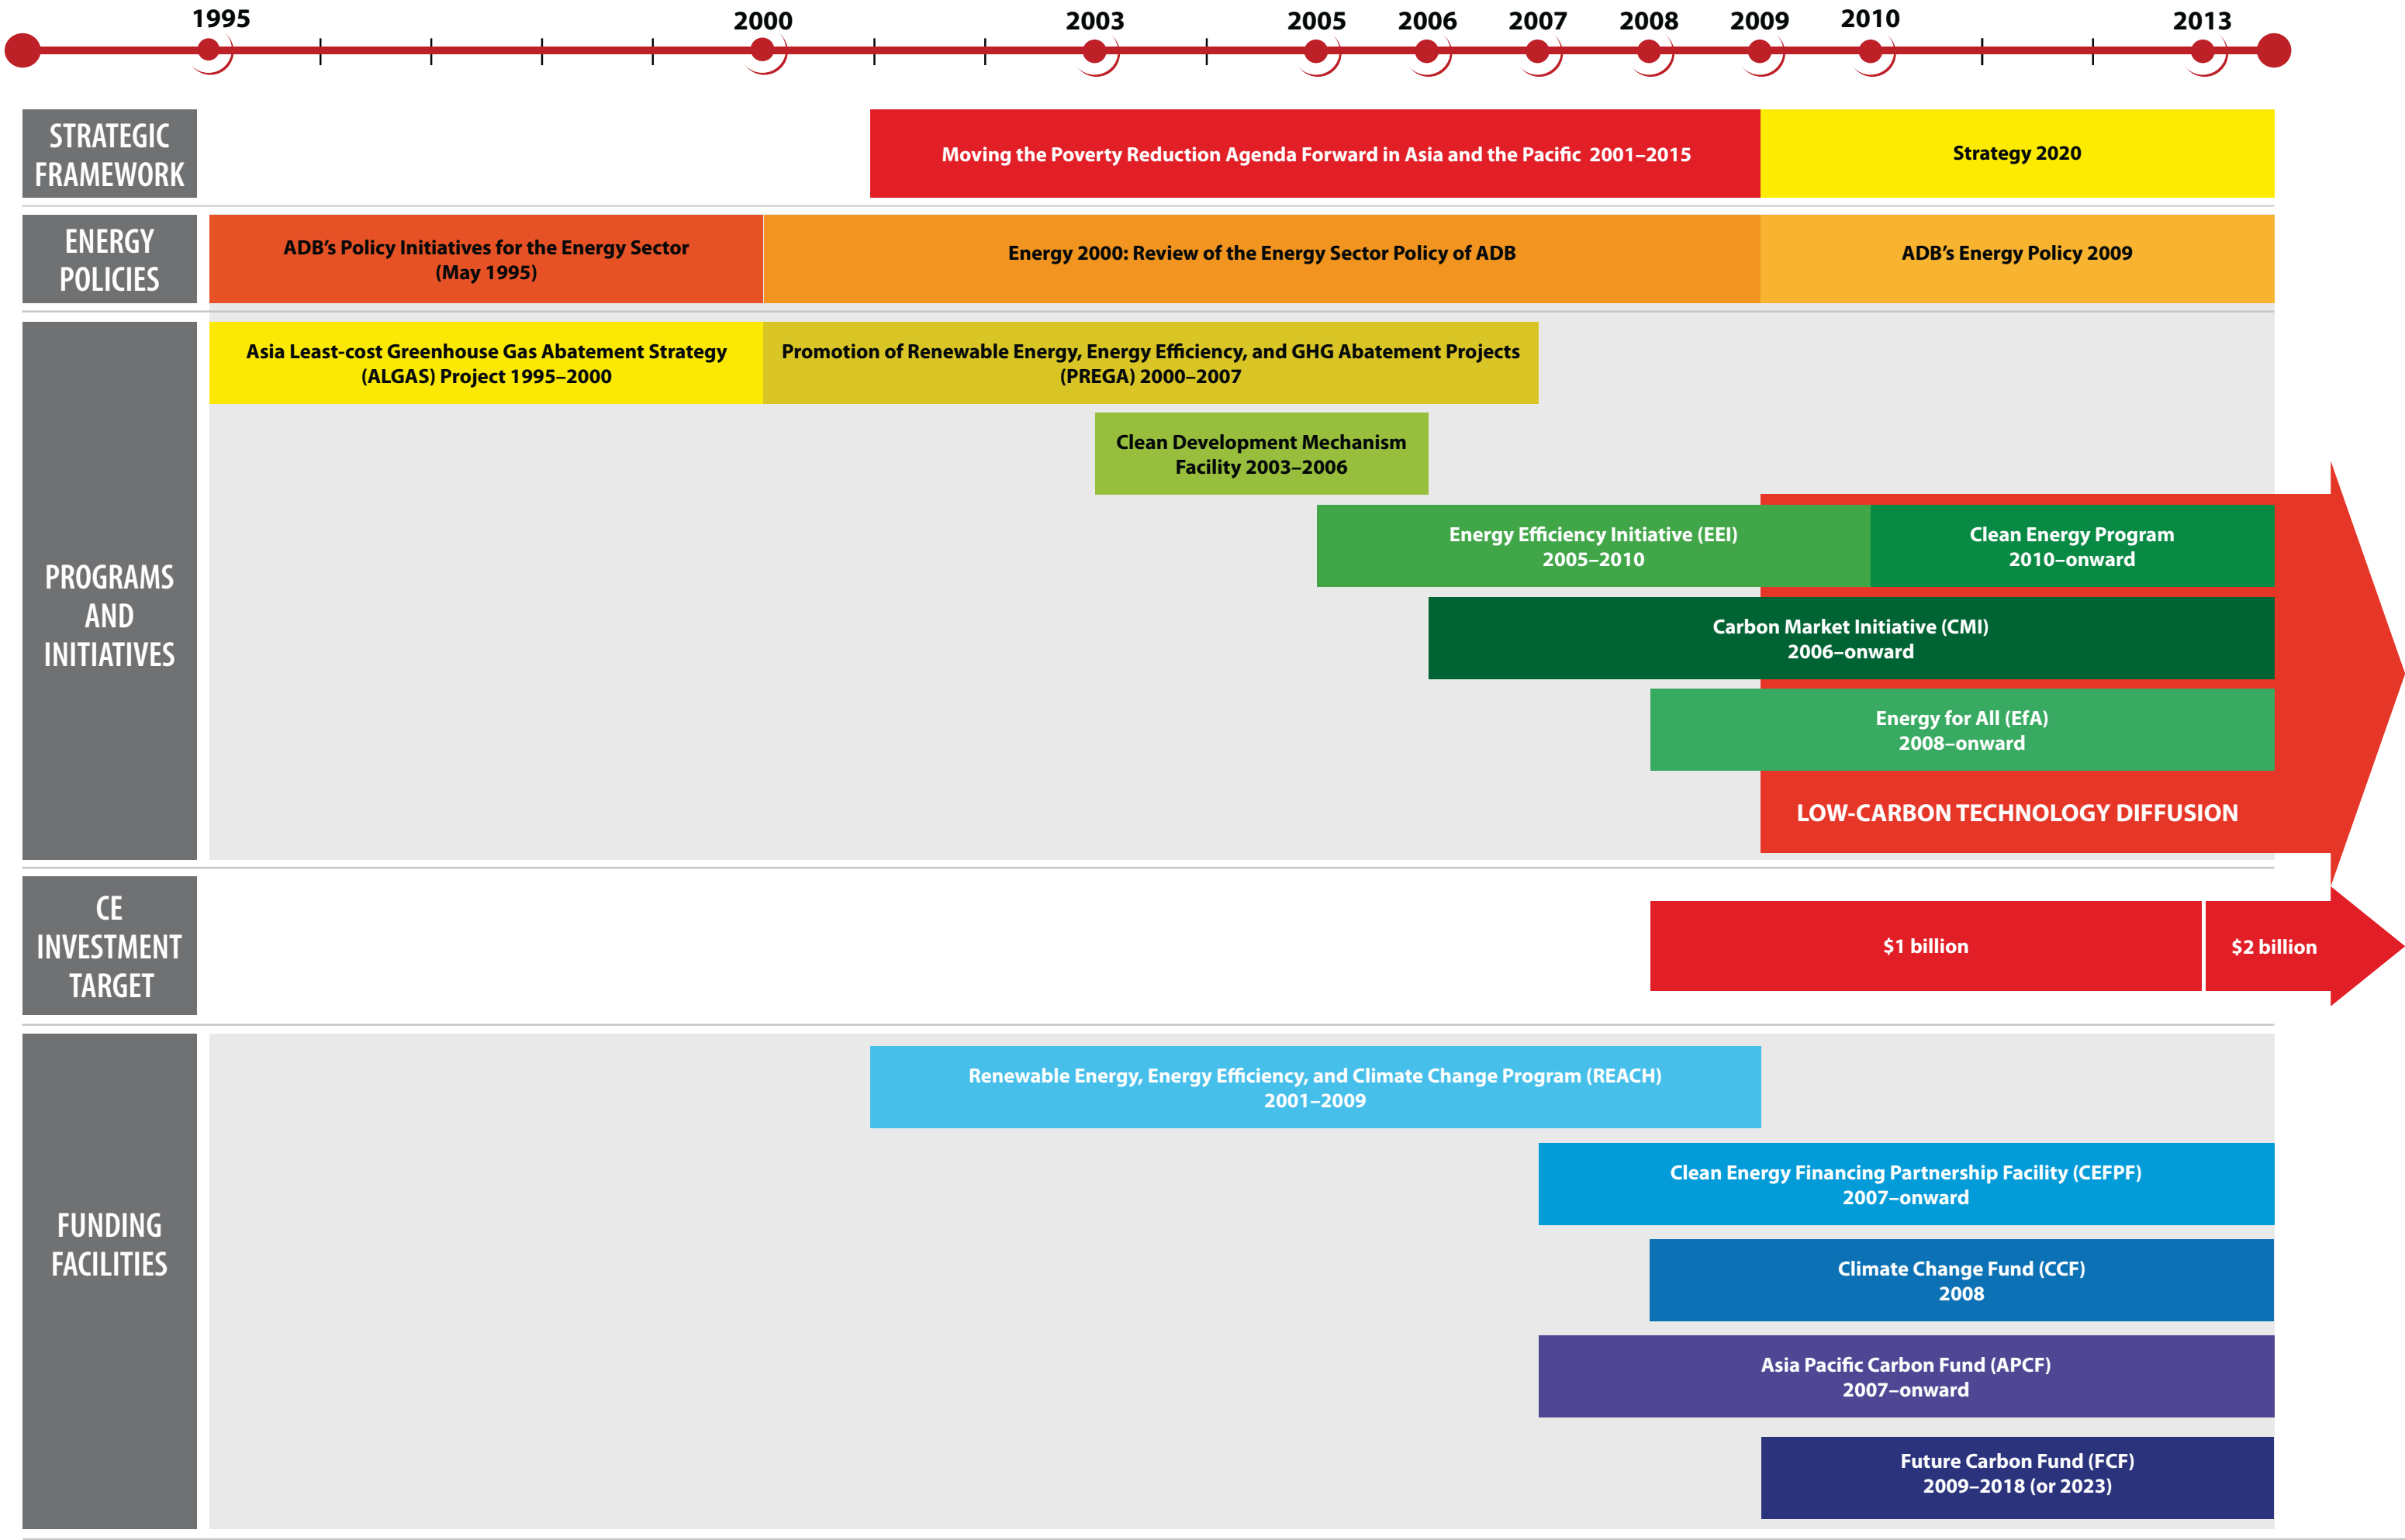 1995
2000
2003
2005
2006
2007
2008
2009
2010
2013
STRATEGIC
FRAMEWORK
Moving the Poverty Reduction Agenda Forward in Asia and the Pacific 2001–2015
Strategy 2020
ENERGY
POLICIES
ADB’s Policy Initiatives for the Energy Sector
(May 1995)
Energy 2000: Review of the Energy Sector Policy of ADB
ADB’s Energy Policy 2009
PROGRAMS
AND
INITIATIVES
Asia Least-cost Greenhouse Gas Abatement Strategy
(ALGAS) Project 1995–2000
Promotion of Renewable Energy, Energy Efficiency, and GHG Abatement Projects
(PREGA) 2000–2007
Clean Development Mechanism
Facility 2003–2006
Energy Efficiency Initiative (EEI)
2005–2010
Clean Energy Program
2010–onward
Carbon Market Initiative (CMI)
2006–onward
Energy for All (EfA)
2008–onward
LOW-CARBON TECHNOLOGY DIFFUSION
CE
INVESTMENT
TARGET
$1 billion
$2 billion
FUNDING
FACILITIES
Renewable Energy, Energy Efficiency, and Climate Change Program (REACH)
2001–2009
Clean Energy Financing Partnership Facility (CEFPF)
2007–onward
Climate Change Fund (CCF)
2008
Asia Pacific Carbon Fund (APCF)
2007–onward
Future Carbon Fund (FCF)
2009–2018 (or 2023)